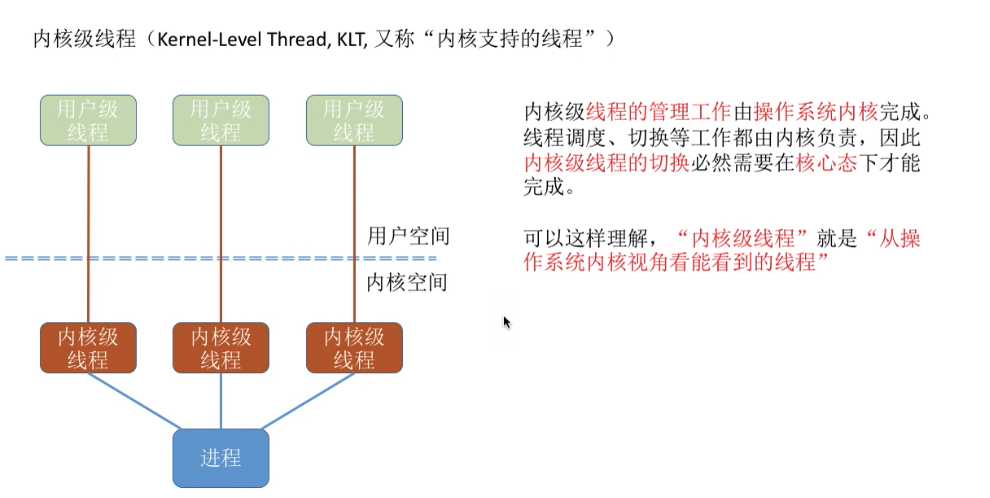 内核级线程（Kernel-Level Thread, KLT, 又称“内核支持的线程”）
用户级
线程
用户级
线程
用户级
线程
用户空间
内核空间
内核级
线程
内核级
线程
内核级
线程
进程
内核级线程的管理工作由操作系统内核完成。
线程调度、切换等工作都由内核负责，因此
内核级线程的切换必然需要在核心态下才能
完成。
可以这样理解，“内核级线程”就是“从操
作系统内核视角看能看到的线程”